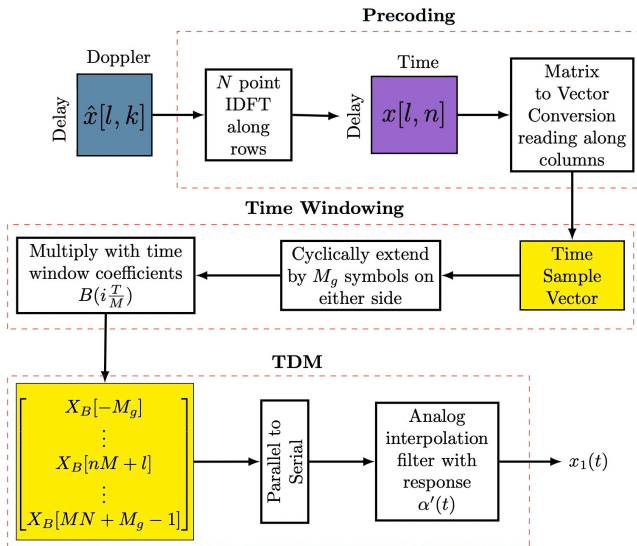 Precoding
Doppler
Delay
x̂[l, k]
N point
IDFT
along
rows
Time
Delay
x[l, n]
Matrix
to Vector
Conversion
reading along
columns
Time Windowing
Multiply with time
window coefficients
B(i T/M)
Cyclically extend
by M_g symbols on
either side
Time
Sample
Vector
TDM
X_B[−M_g]
⋮
X_B[nM + l]
⋮
X_B[MN + M_g − 1]
Parallel to
Serial
Analog
interpolation
filter with
response
α′(t)
x₁(t)